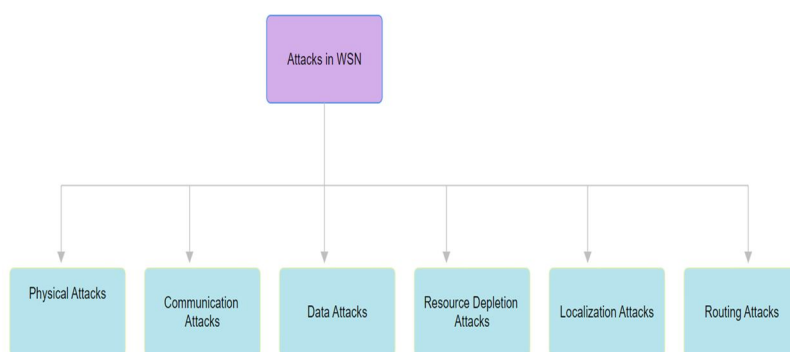 Attacks in WSN
Physical Attacks
Communication
Attacks
Data Attacks
Resource Depletion
Attacks
Localization Attacks
Routing Attacks